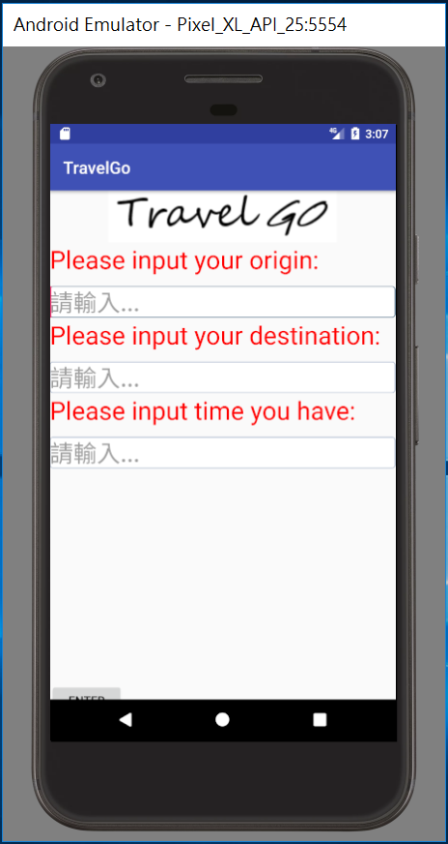 Android Emulator - Pixel_XL_API_25:5554
4G 3:07
TravelGo
Travel GO
Please input your origin:
請輸入...
Please input your destination:
請輸入...
Please input time you have:
請輸入...
ENTER